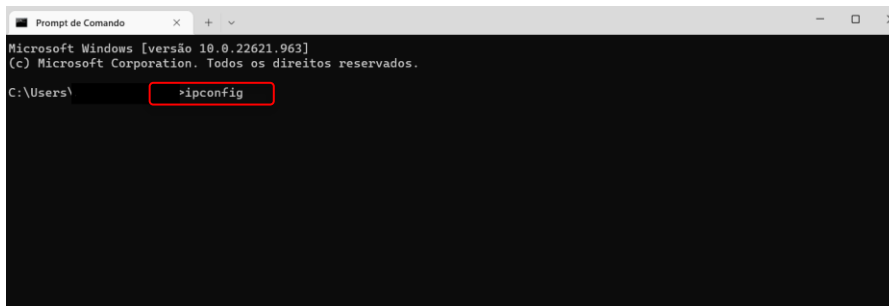 Prompt de Comando
Microsoft Windows [versão 10.0.22621.963]
(c) Microsoft Corporation. Todos os direitos reservados.
C:\Users\ >ipconfig